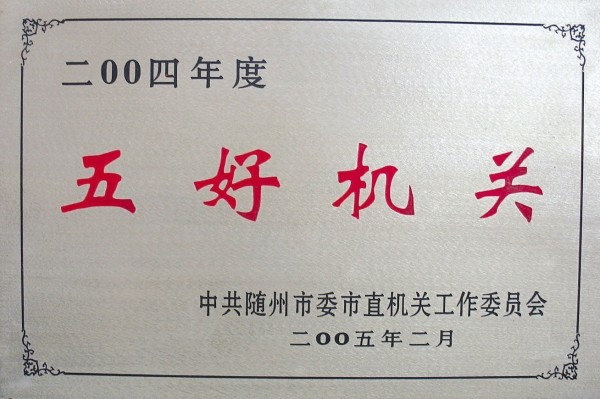 二00四年度
五好机关
中共随州市委市直机关工作委员会
二00五年二月